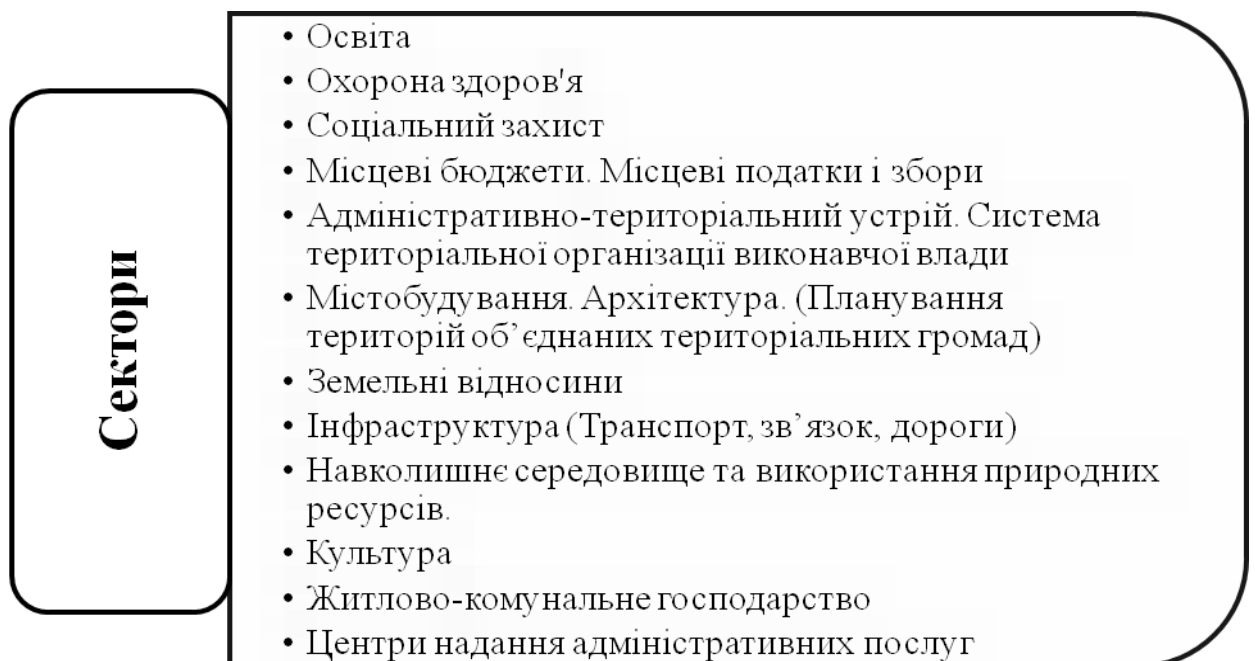 Сектори
• Освіта
• Охорона здоров'я
• Соціальний захист
• Місцеві бюджети. Місцеві податки і збори
• Адміністративно-територіальний устрій. Система
територіальної організації виконавчої влади
• Містобудування. Архітектура. (Планування
територій об’єднаних територіальних громад)
• Земельні відносини
• Інфраструктура (Транспорт, зв’язок, дороги)
• Навколишнє середовище та використання природних
ресурсів.
• Культура
• Житлово-комунальне господарство
• Центри надання адміністративних послуг